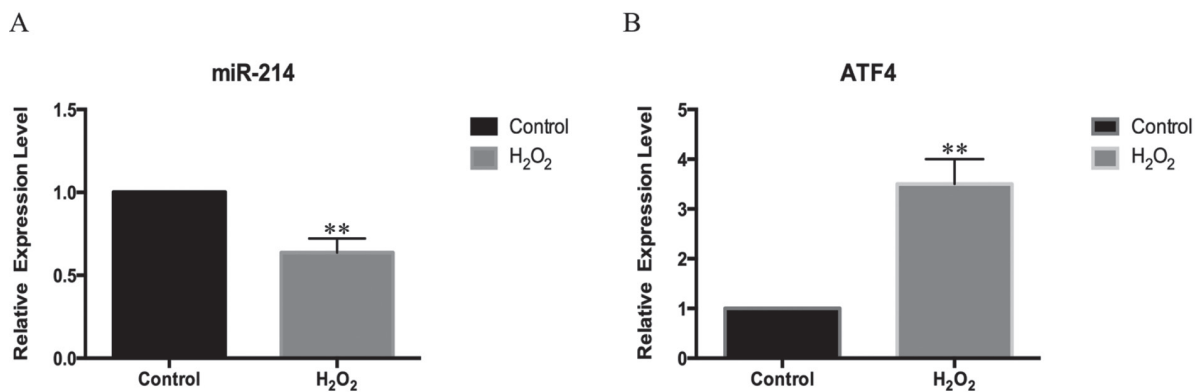 A
miR-214
Relative Expression Level
1.5
1.0
0.5
0.0
**
Control
H₂O₂
Control
H₂O₂
B
ATF4
Relative Expression Level
5
4
3
2
1
0
**
Control
H₂O₂
Control
H₂O₂